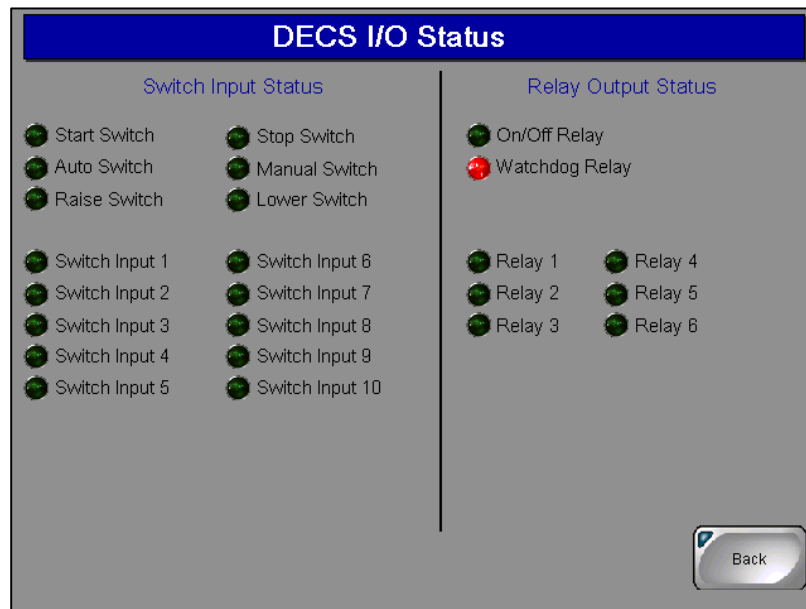 DECS I/O Status
Switch Input Status
Start Switch
Stop Switch
Auto Switch
Manual Switch
Raise Switch
Lower Switch
Switch Input 1
Switch Input 6
Switch Input 2
Switch Input 7
Switch Input 3
Switch Input 8
Switch Input 4
Switch Input 9
Switch Input 5
Switch Input 10
Relay Output Status
On/Off Relay
Watchdog Relay
Relay 1
Relay 4
Relay 2
Relay 5
Relay 3
Relay 6
Back